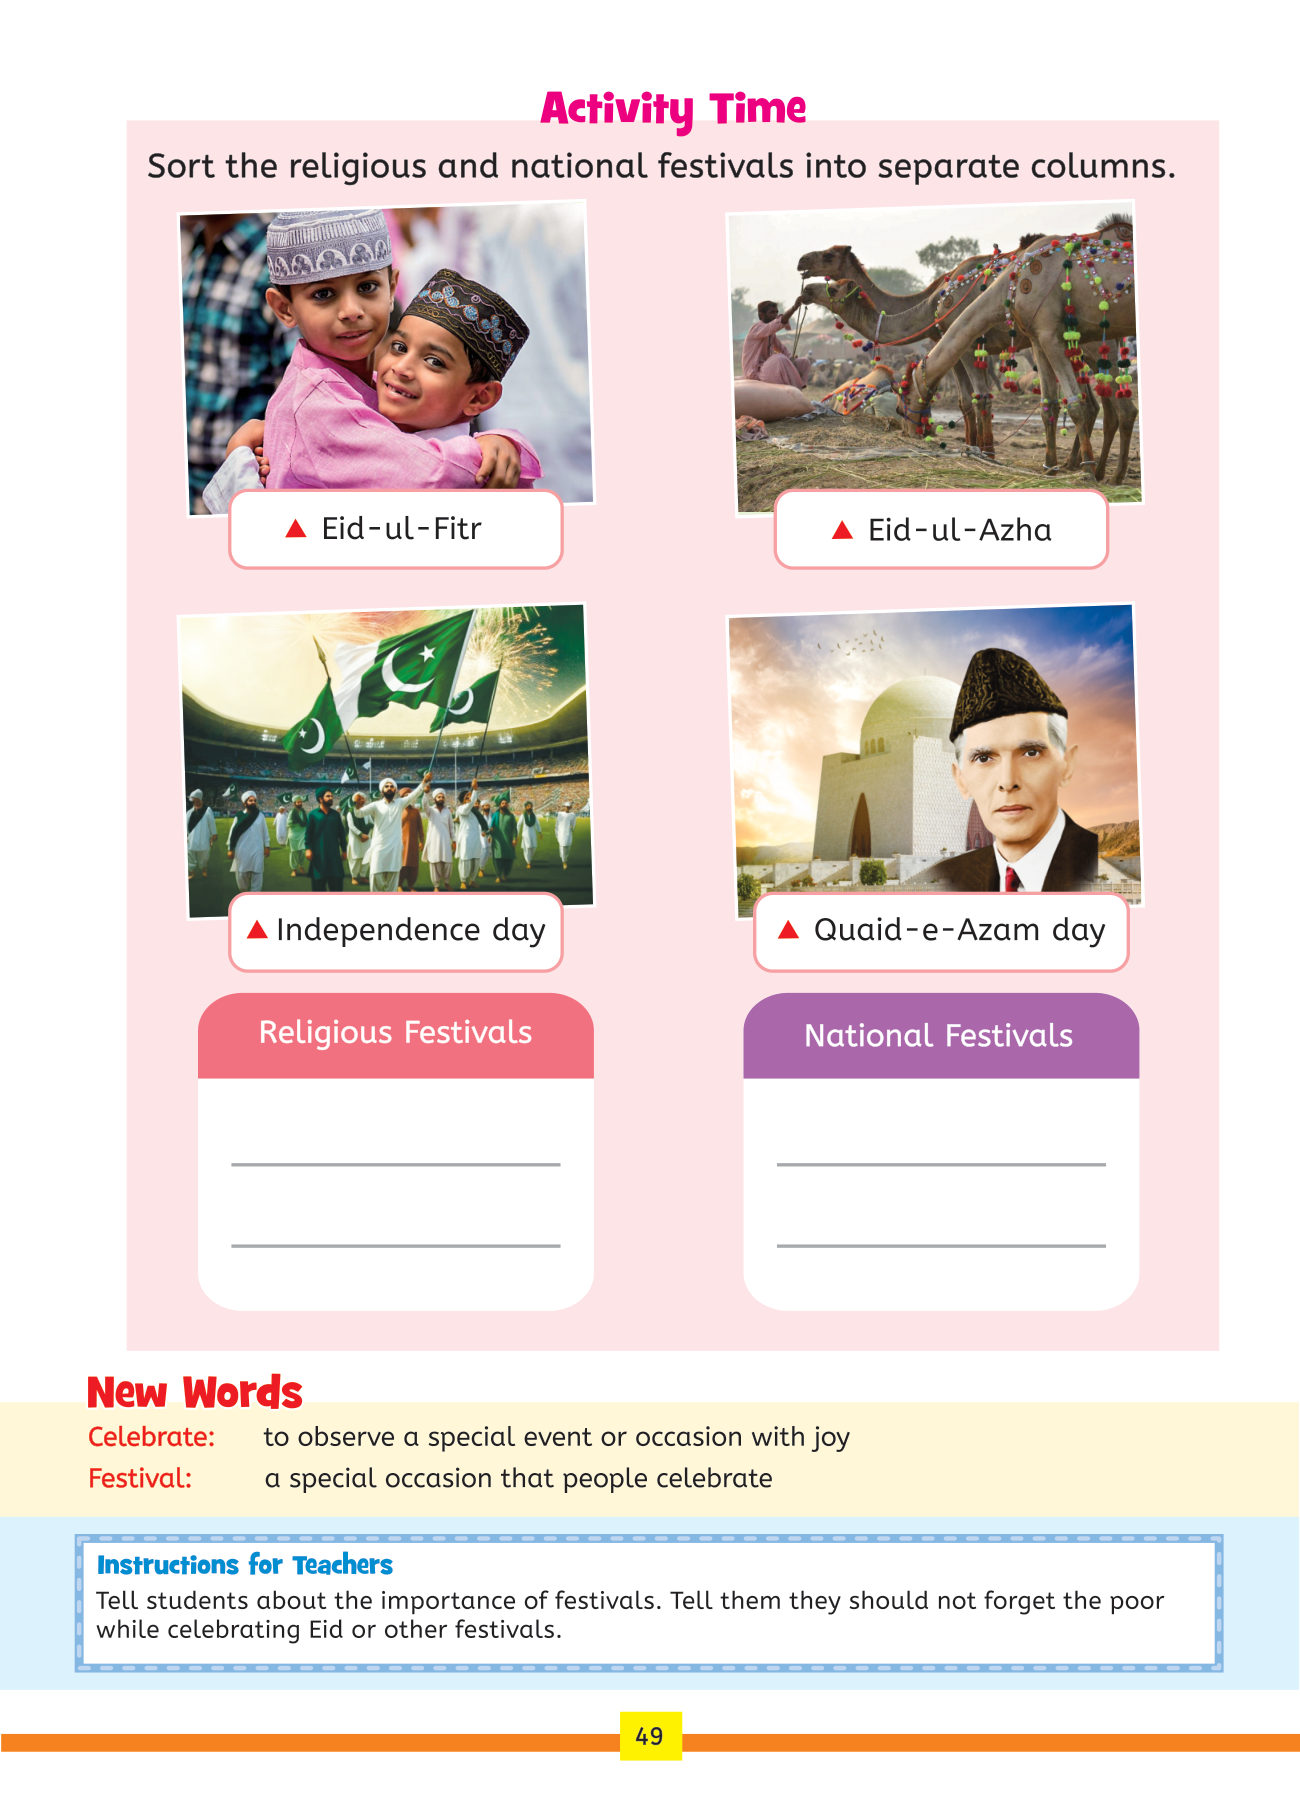 Activity Time
Sort the religious and national festivals into separate columns.
Eid-ul-Fitr
Eid-ul-Azha
Independence day
Quaid-e-Azam day
Religious Festivals
National Festivals
New Words
Celebrate: to observe a special event or occasion with joy
Festival: a special occasion that people celebrate
Instructions for Teachers
Tell students about the importance of festivals. Tell them they should not forget the poor
while celebrating Eid or other festivals.
49